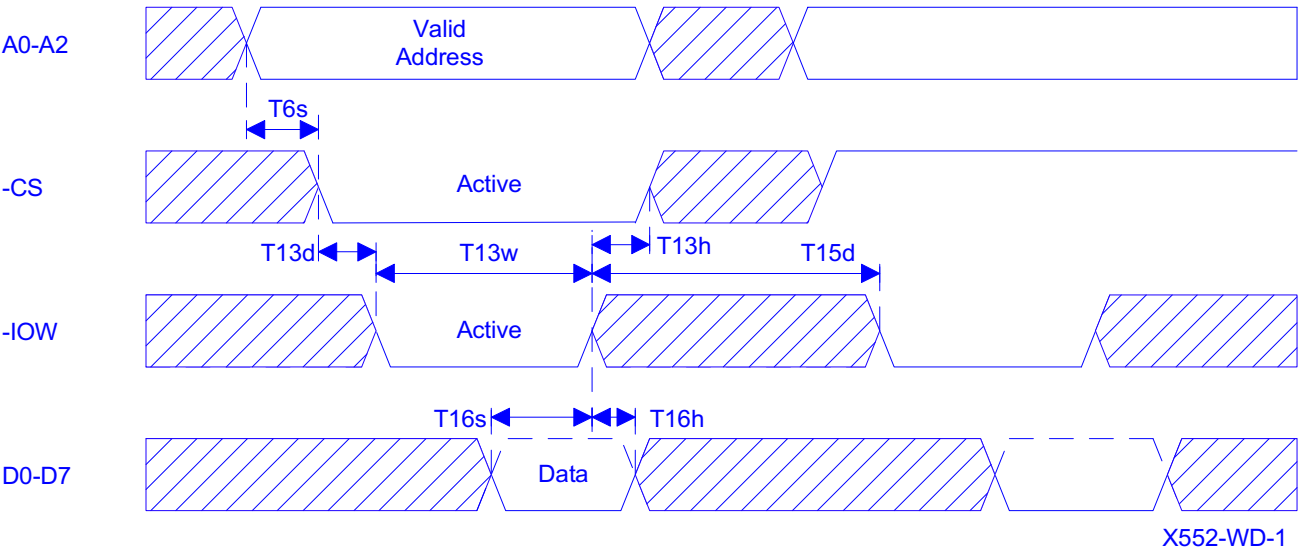 A0-A2
Valid
Address
T6s
-CS
Active
T13d
T13w
T13h
T15d
-IOW
Active
T16s
T16h
D0-D7
Data
X552-WD-1